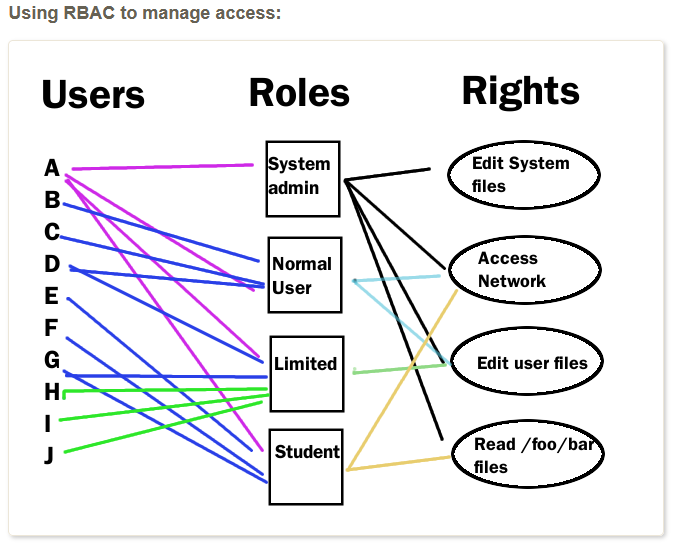 Using RBAC to manage access:
Users
Roles
Rights
A
B
C
D
E
F
G
H
I
J
System
admin
Normal
User
Limited
Student
Edit System
files
Access
Network
Edit user files
Read /foo/bar
files